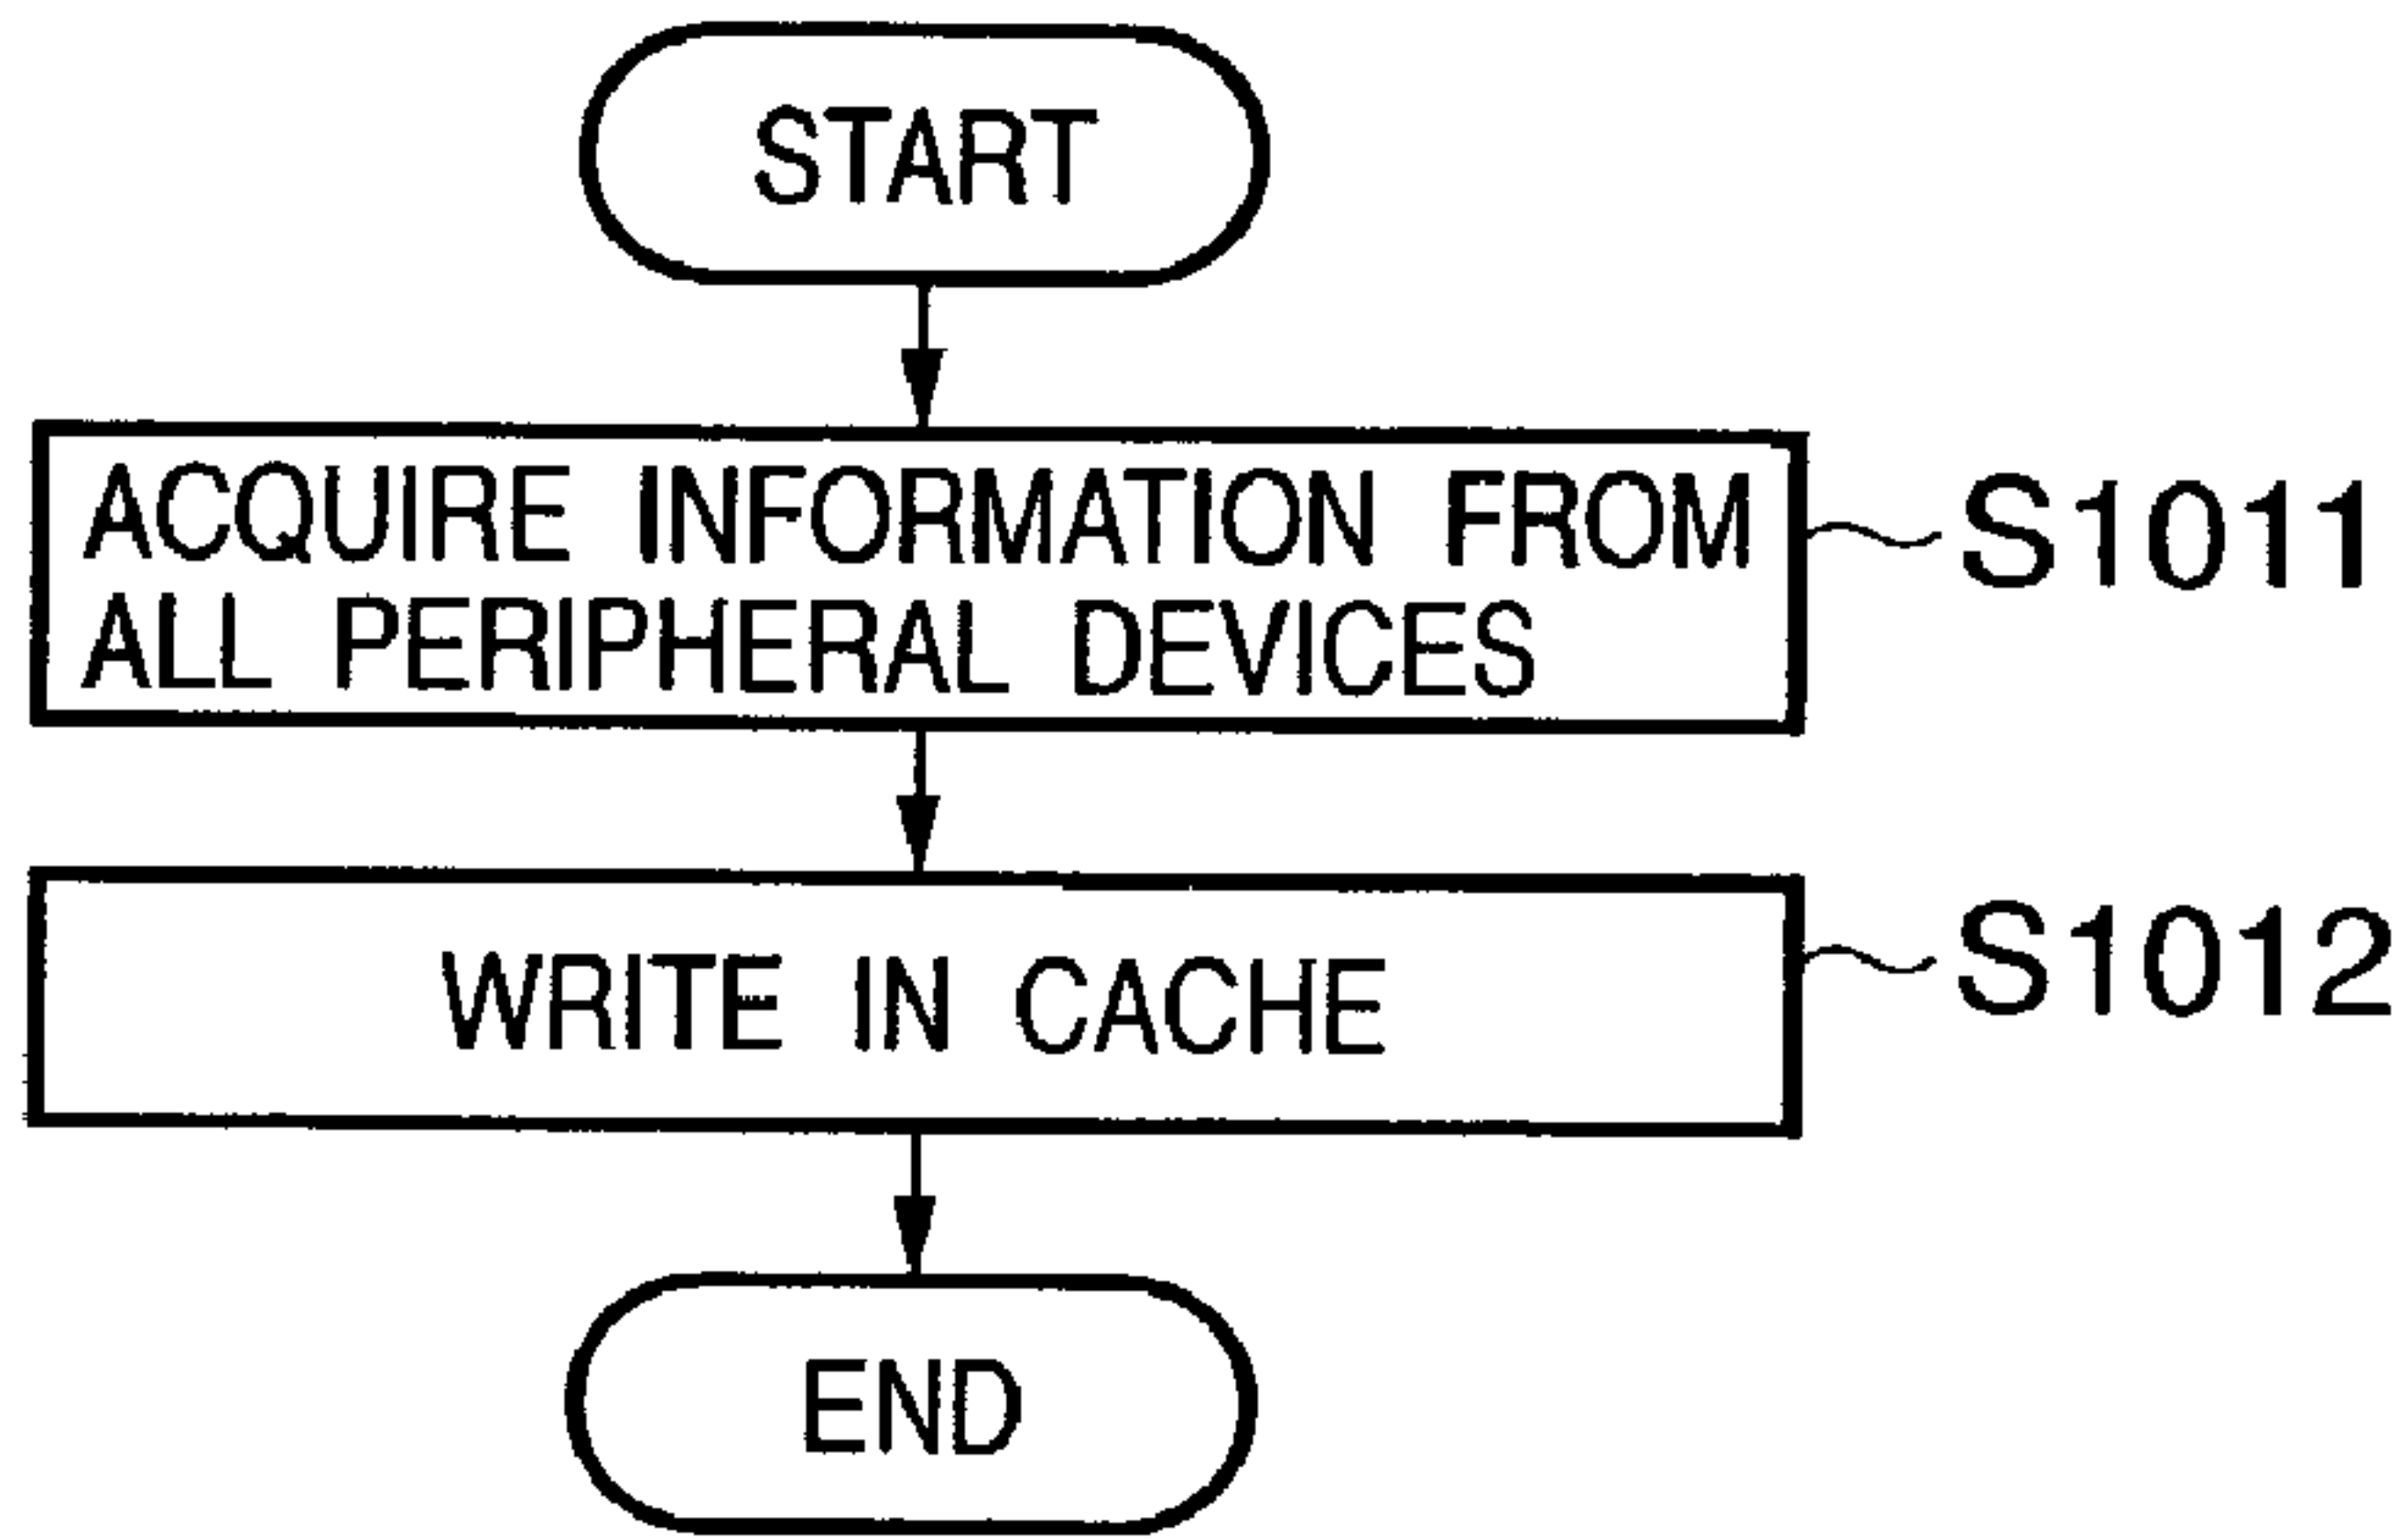 START
ACQUIRE INFORMATION FROM
ALL PERIPHERAL DEVICES
S1011
WRITE IN CACHE
S1012
END